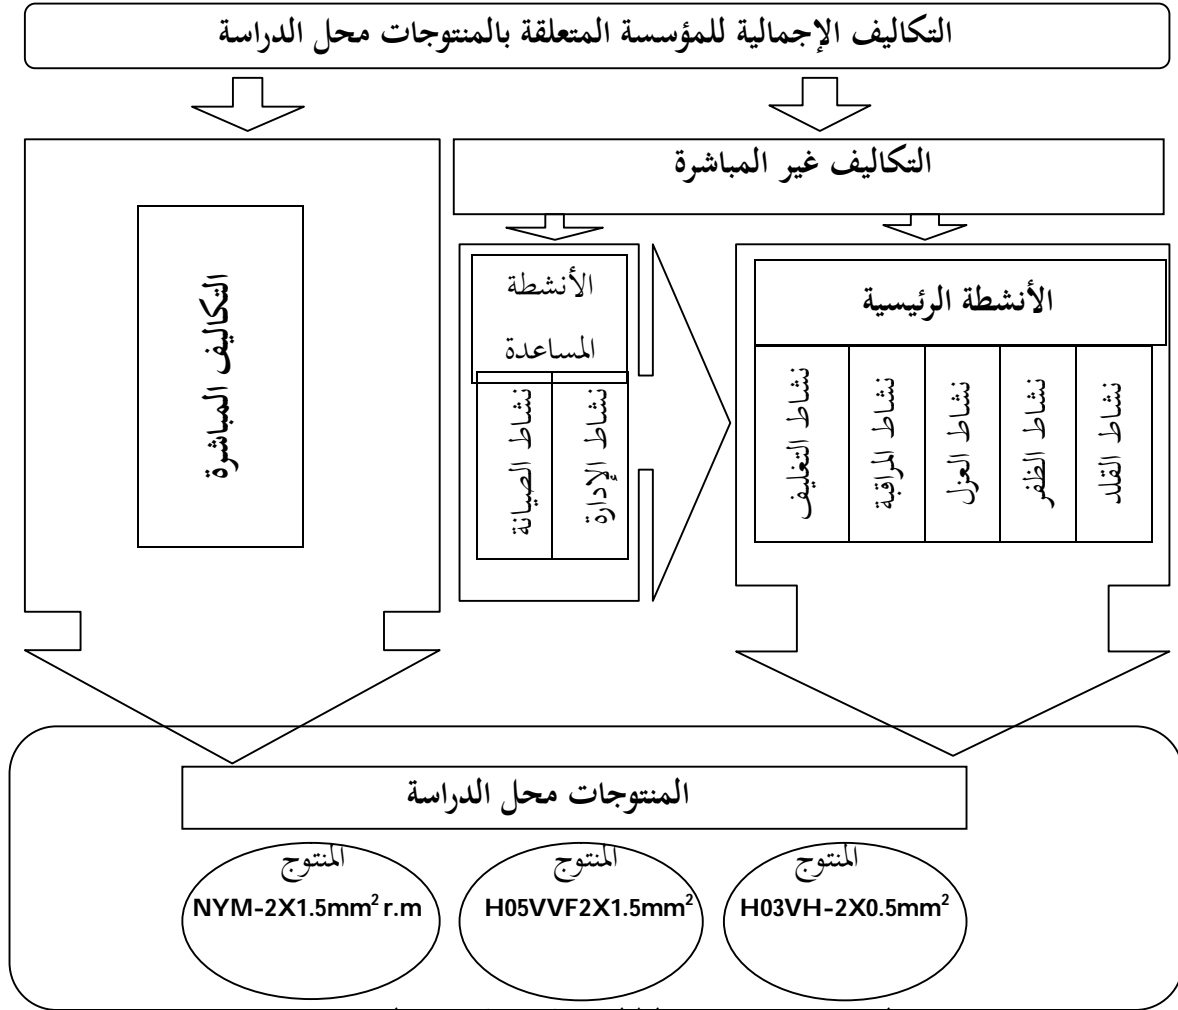 التكاليف الإجمالية للمؤسسة المتعلقة بالمنتوجات محل الدراسة
التكاليف غير المباشرة
التكاليف المباشرة
الأنشطة الرئيسية
نشاط القلد
نشاط الظفر
نشاط العزل
نشاط المراقبة
نشاط التغليف
الأنشطة
المساعدة
نشاط الإدارة
نشاط الصيانة
المنتوجات محل الدراسة
المنتوج
H03VH-2X0.5mm²
المنتوج
H05VVF2X1.5mm²
المنتوج
NYM-2X1.5mm² r.m